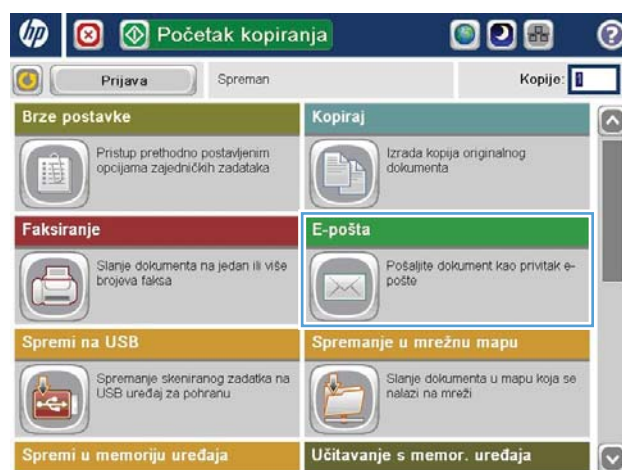 hp
Početak kopiranja
?
Prijava
Spreman
Kopije: 1
Brze postavke
Pristup prethodno postavljenim
opcijama zajedničkih zadataka
Kopiraj
Izrada kopija originalnog
dokumenta
Faksiranje
Slanje dokumenta na jedan ili više
brojeva faksa
E-pošta
Pošaljite dokument kao privitak e-
pošte
Spremi na USB
Spremanje skeniranog zadatka na
USB uređaj za pohranu
Spremanje u mrežnu mapu
Slanje dokumenta u mapu koja se
nalazi na mreži
Spremi u memoriju uređaja
Učitavanje s memor. uređaja